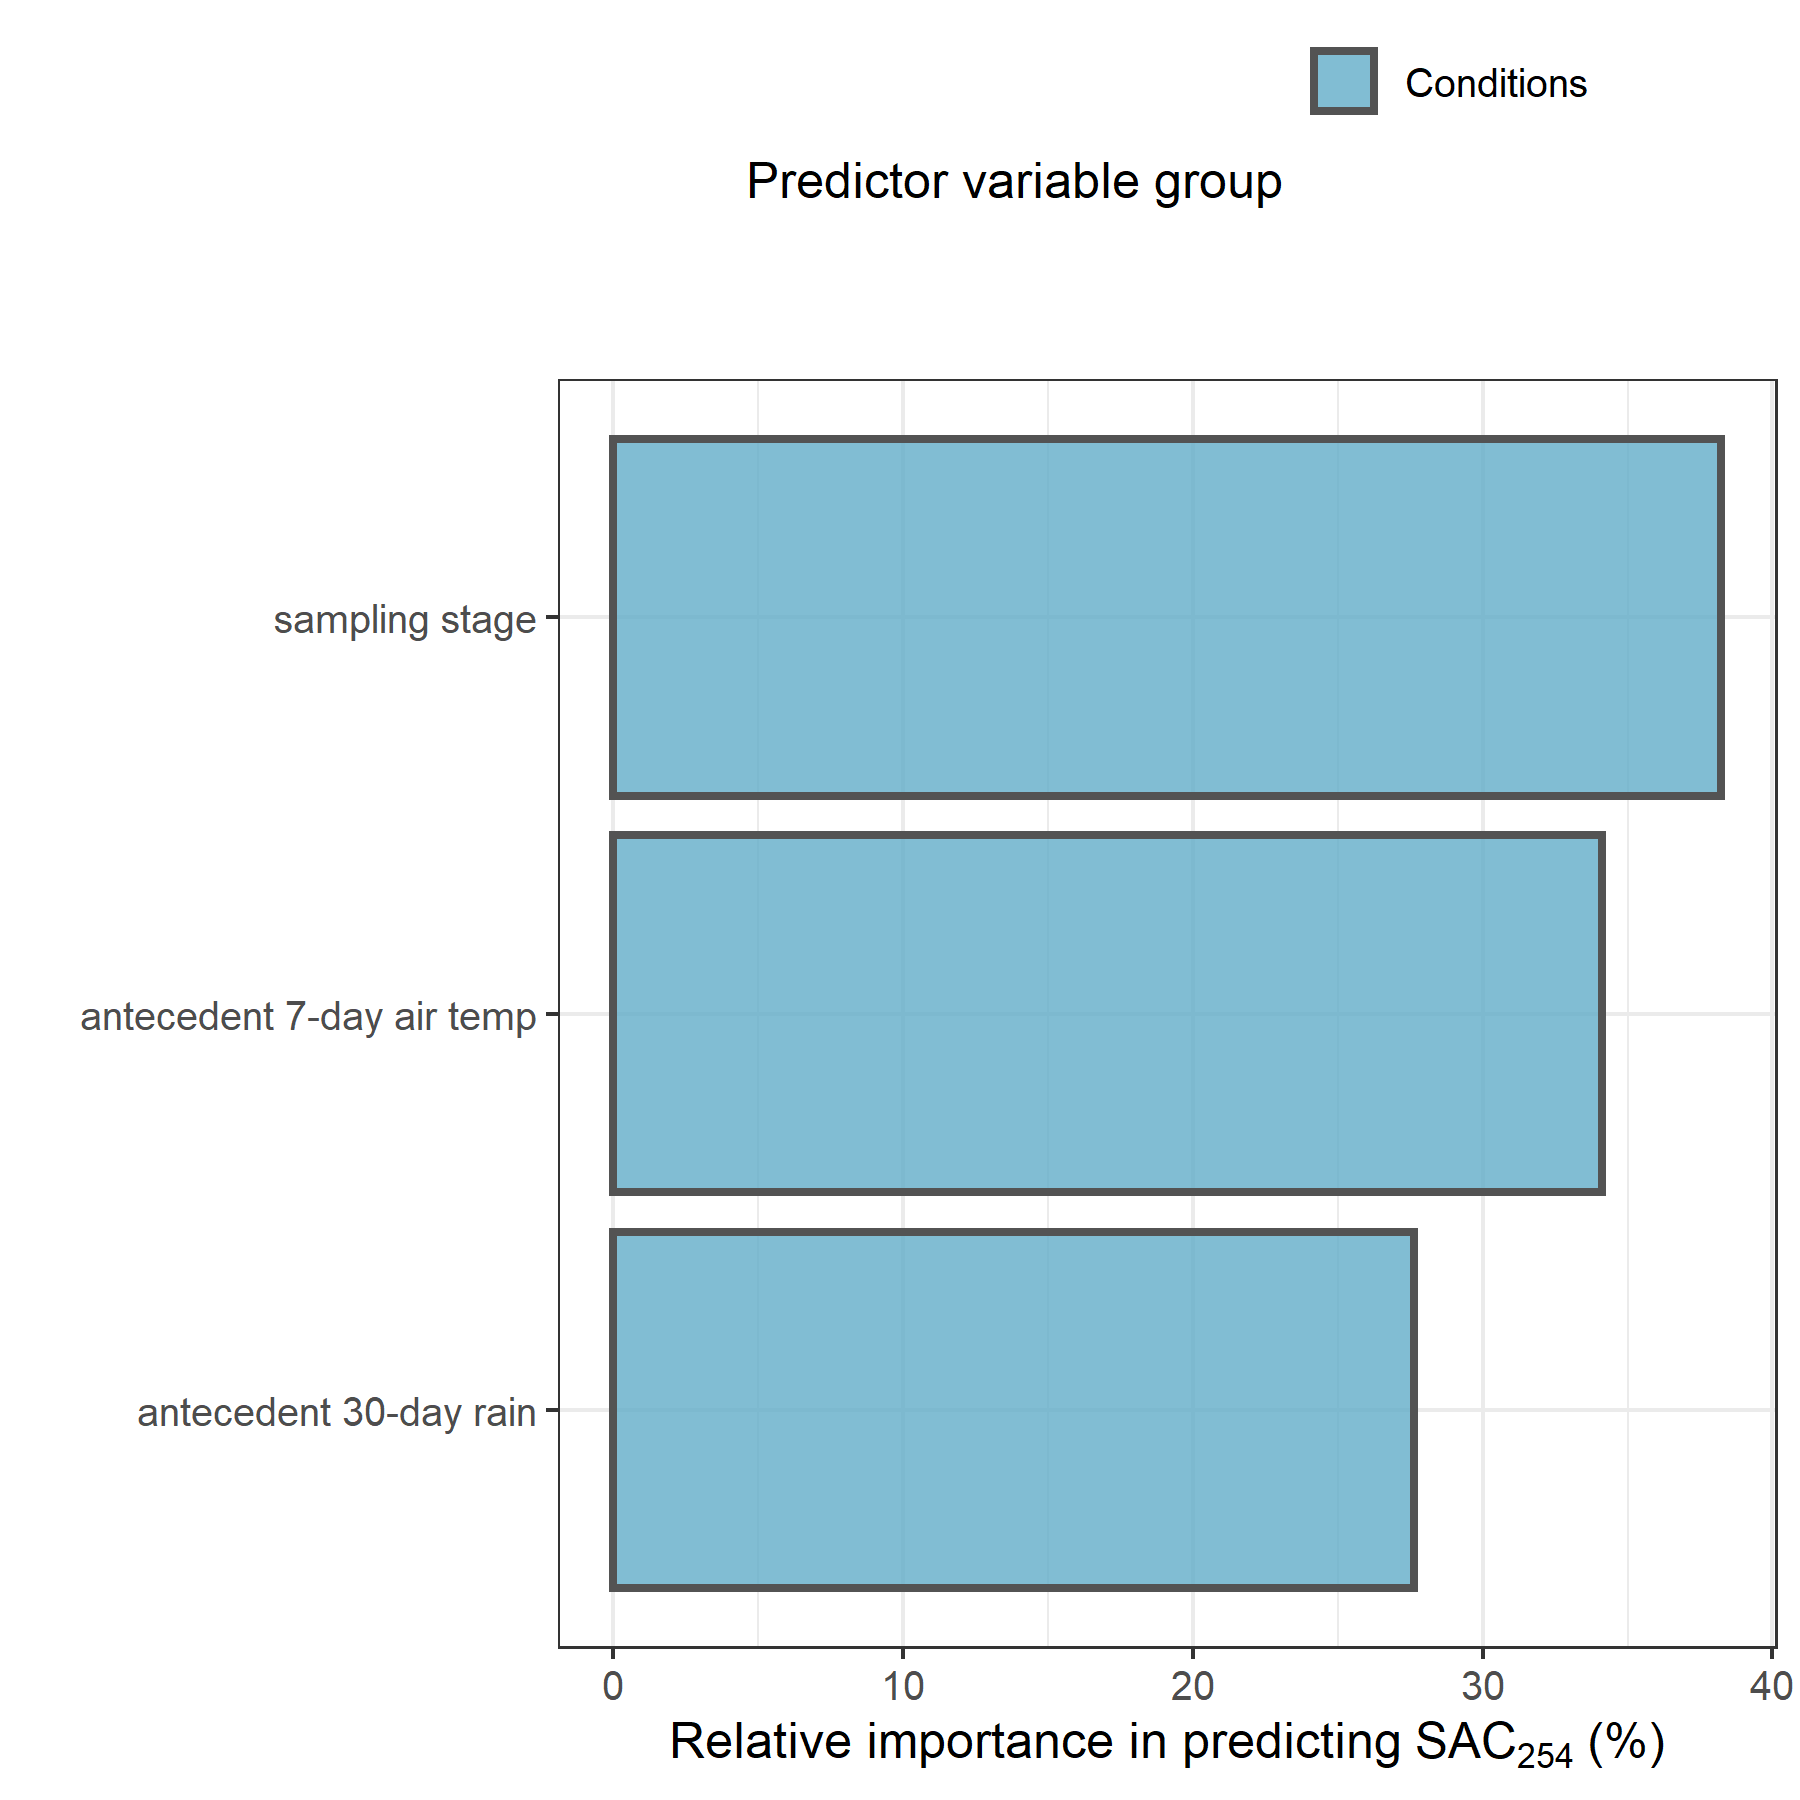 Conditions
Predictor variable group
sampling stage
antecedent 7-day air temp
antecedent 30-day rain
0 10 20 30 40
Relative importance in predicting SAC₂₅₄ (%)